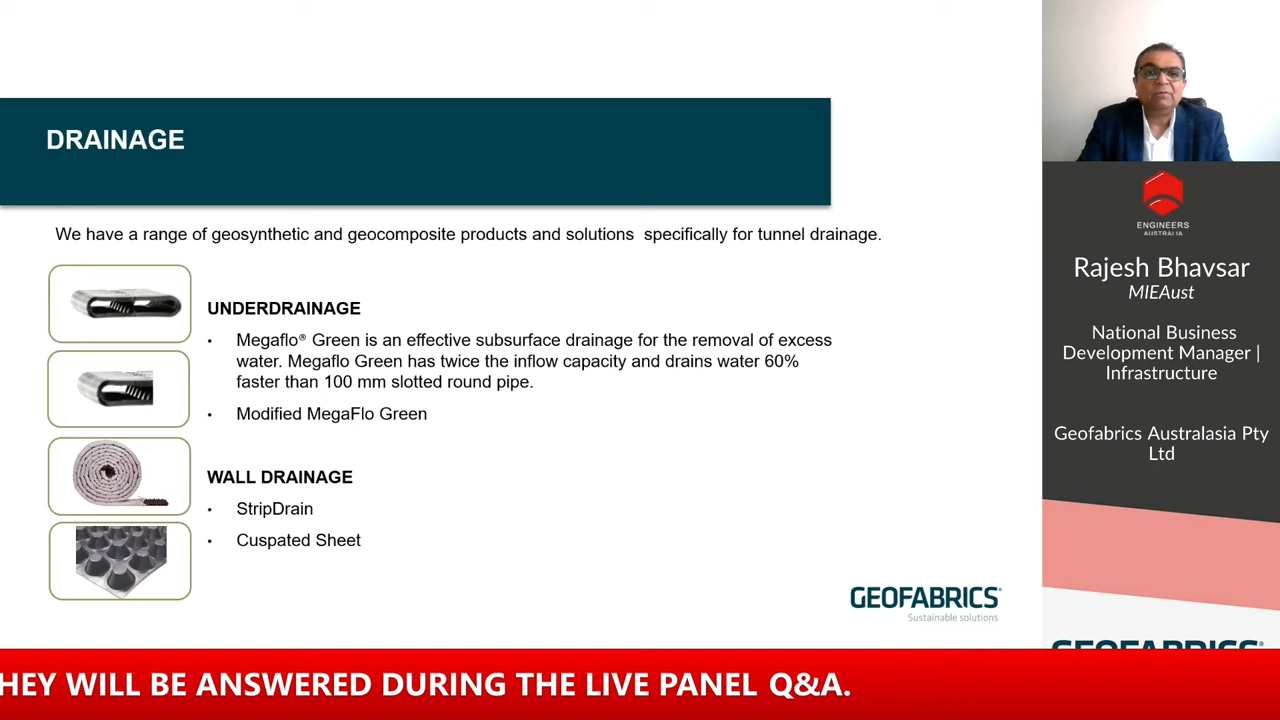 DRAINAGE
We have a range of geosynthetic and geocomposite products and solutions specifically for tunnel drainage.
UNDERDRAINAGE
• Megaflo® Green is an effective subsurface drainage for the removal of excess
water. Megaflo Green has twice the inflow capacity and drains water 60%
faster than 100 mm slotted round pipe.
• Modified MegaFlo Green
WALL DRAINAGE
• StripDrain
• Cuspated Sheet
GEOFABRICS®
Sustainable solutions
ENGINEERS
AUSTRALIA
Rajesh Bhavsar
MIEAust
National Business
Development Manager |
Infrastructure
Geofabrics Australasia Pty
Ltd
GEOFABRICS®
HEY WILL BE ANSWERED DURING THE LIVE PANEL Q&A.